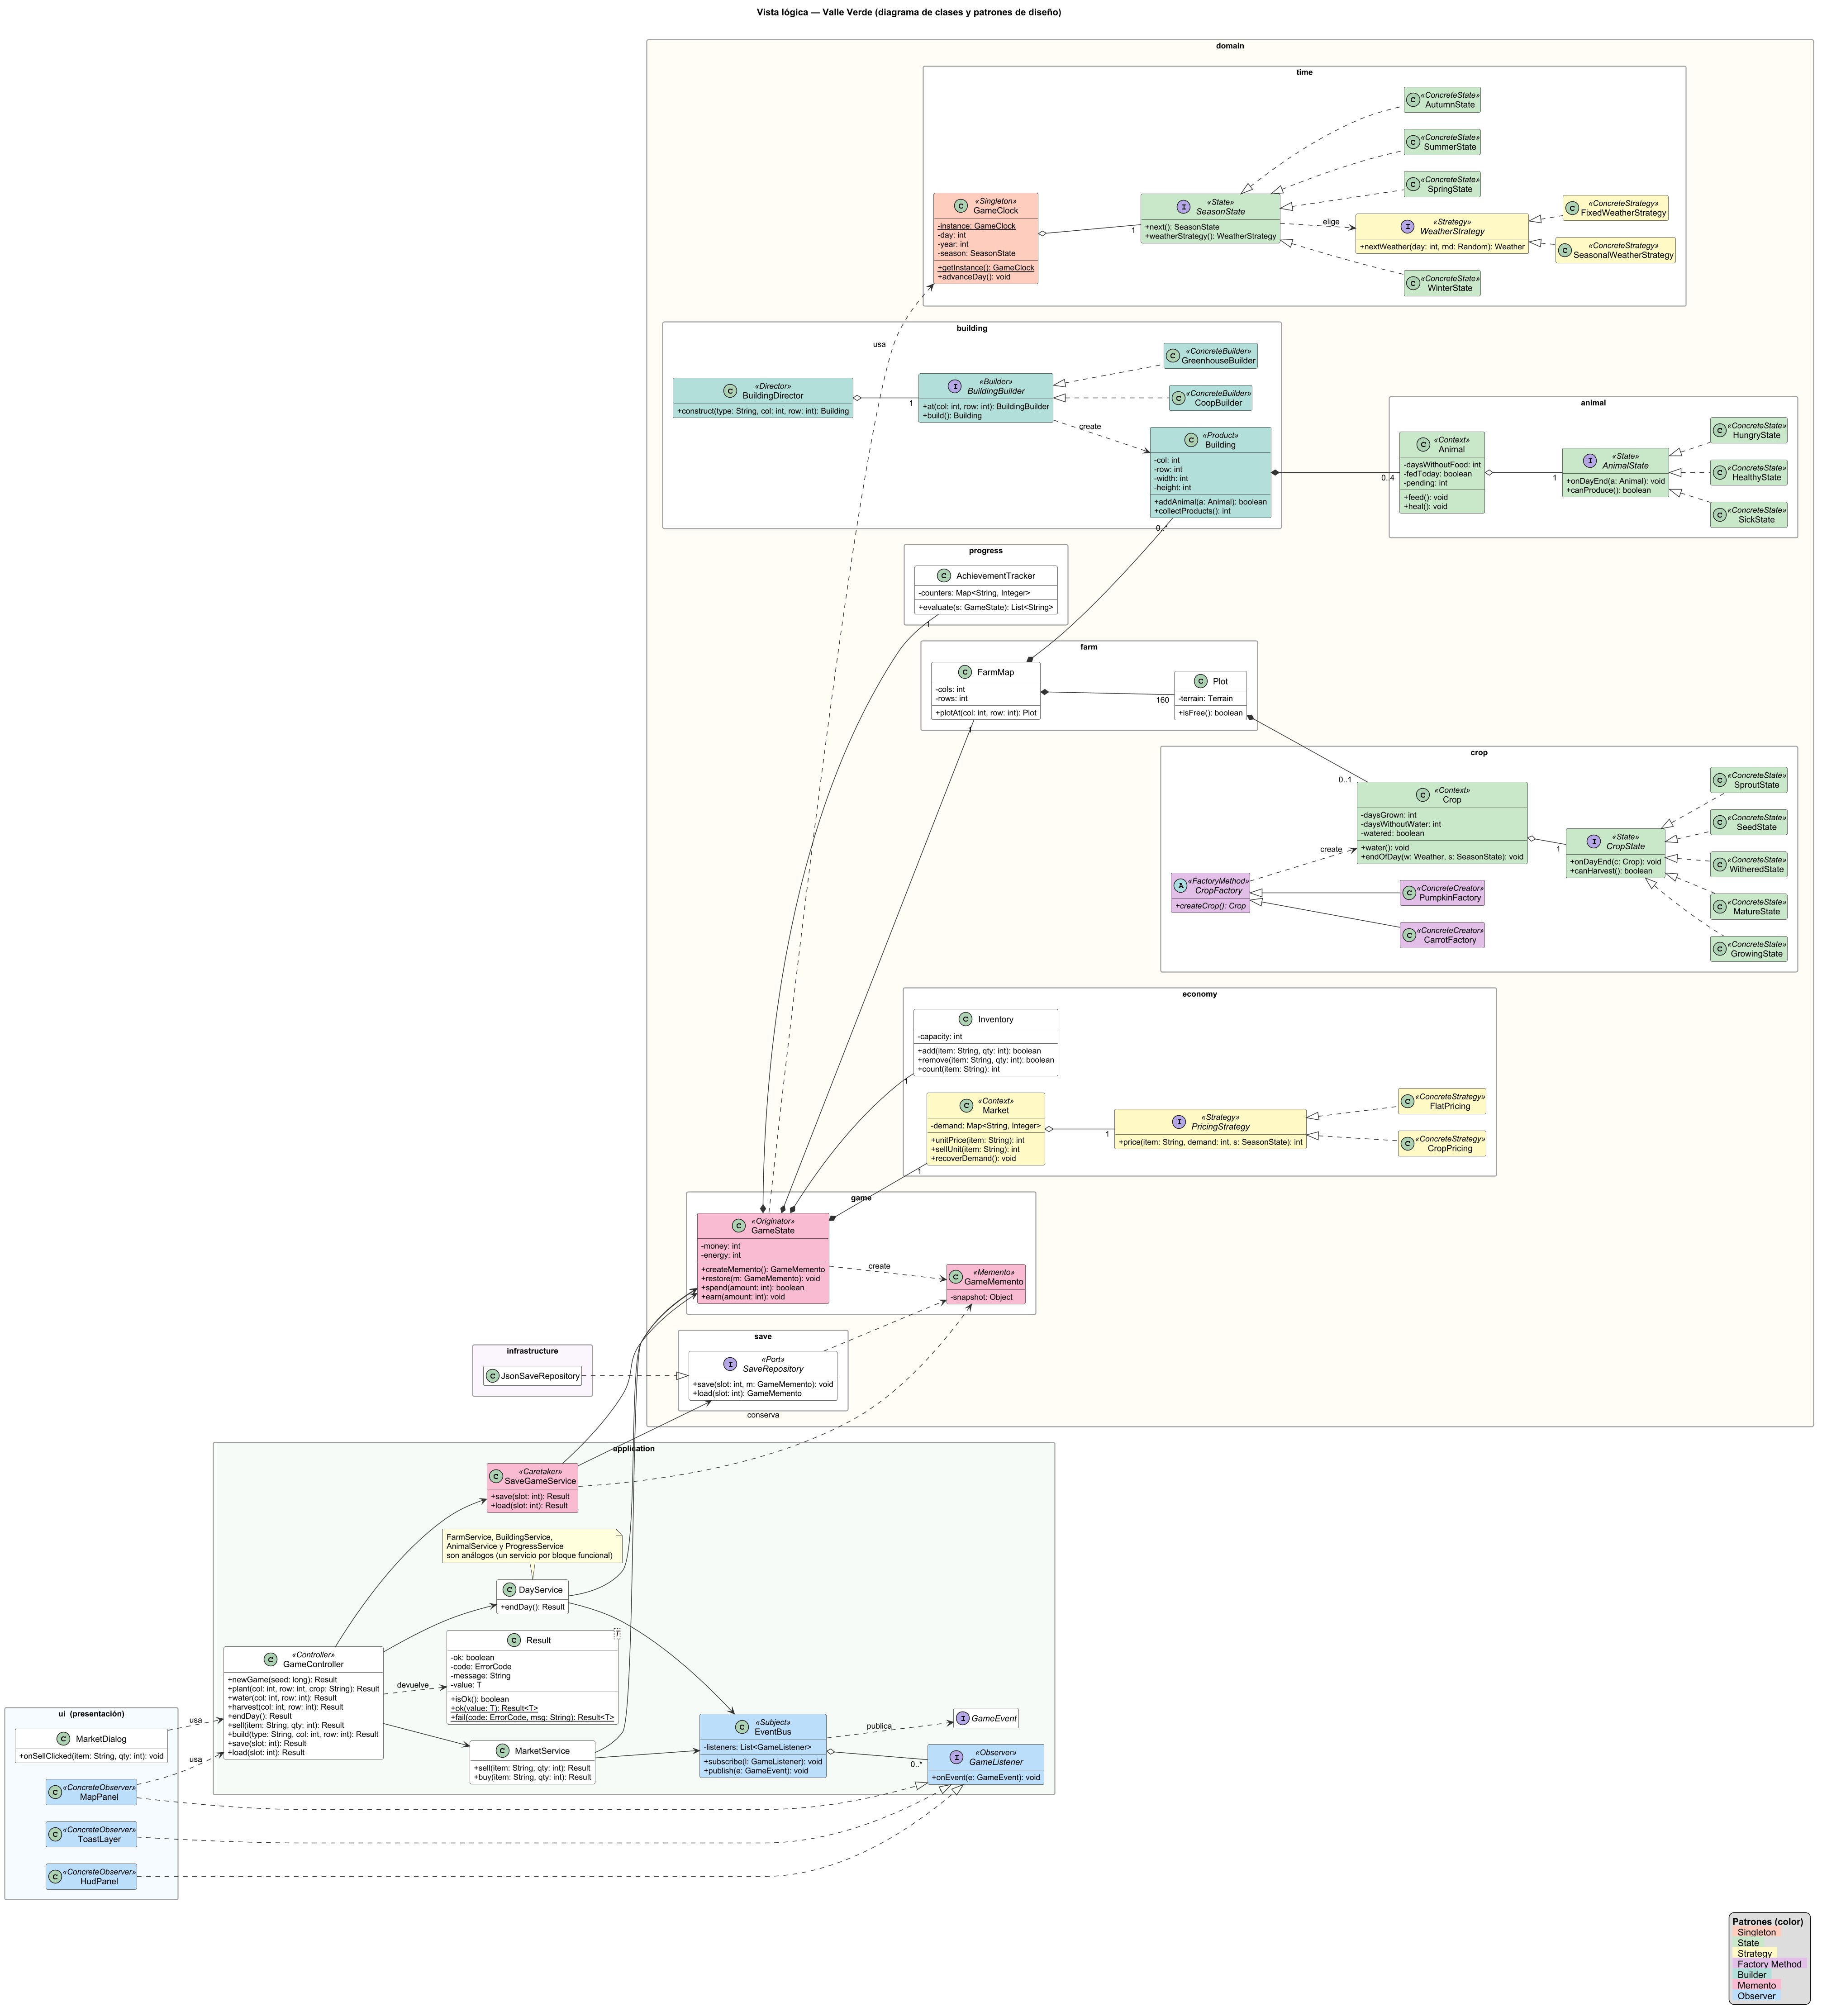 Vista lógica — Valle Verde (diagrama de clases y patrones de diseño)
domain
time
«Singleton»
GameClock
-instance: GameClock
-day: int
-year: int
-season: SeasonState
+getInstance(): GameClock
+advanceDay(): void
1
«State»
SeasonState
+next(): SeasonState
+weatherStrategy(): WeatherStrategy
«ConcreteState»
AutumnState
«ConcreteState»
SummerState
«ConcreteState»
SpringState
elige
«Strategy»
WeatherStrategy
+nextWeather(day: int, rnd: Random): Weather
«ConcreteStrategy»
FixedWeatherStrategy
«ConcreteStrategy»
SeasonalWeatherStrategy
«ConcreteState»
WinterState
usa
building
«Director»
BuildingDirector
+construct(type: String, col: int, row: int): Building
1
«Builder»
BuildingBuilder
+at(col: int, row: int): BuildingBuilder
+build(): Building
«ConcreteBuilder»
GreenhouseBuilder
«ConcreteBuilder»
CoopBuilder
create
«Product»
Building
-col: int
-row: int
-width: int
-height: int
+addAnimal(a: Animal): boolean
+collectProducts(): int
0..*
0..4
animal
«Context»
Animal
-daysWithoutFood: int
-fedToday: boolean
-pending: int
+feed(): void
+heal(): void
1
«State»
AnimalState
+onDayEnd(a: Animal): void
+canProduce(): boolean
«ConcreteState»
HungryState
«ConcreteState»
HealthyState
«ConcreteState»
SickState
progress
AchievementTracker
-counters: Map<String, Integer>
+evaluate(s: GameState): List<String>
1
farm
FarmMap
-cols: int
-rows: int
+plotAt(col: int, row: int): Plot
1
160
Plot
-terrain: Terrain
+isFree(): boolean
0..1
crop
«Context»
Crop
-daysGrown: int
-daysWithoutWater: int
-watered: boolean
+water(): void
+endOfDay(w: Weather, s: SeasonState): void
create
«FactoryMethod»
CropFactory
+createCrop(): Crop
«ConcreteCreator»
PumpkinFactory
«ConcreteCreator»
CarrotFactory
1
«State»
CropState
+onDayEnd(c: Crop): void
+canHarvest(): boolean
«ConcreteState»
SproutState
«ConcreteState»
SeedState
«ConcreteState»
WitheredState
«ConcreteState»
MatureState
«ConcreteState»
GrowingState
economy
Inventory
-capacity: int
+add(item: String, qty: int): boolean
+remove(item: String, qty: int): boolean
+count(item: String): int
1
«Context»
Market
-demand: Map<String, Integer>
+unitPrice(item: String): int
+sellUnit(item: String): int
+recoverDemand(): void
1
1
«Strategy»
PricingStrategy
+price(item: String, demand: int, s: SeasonState): int
«ConcreteStrategy»
FlatPricing
«ConcreteStrategy»
CropPricing
game
«Originator»
GameState
-money: int
-energy: int
+createMemento(): GameMemento
+restore(m: GameMemento): void
+spend(amount: int): boolean
+earn(amount: int): void
create
«Memento»
GameMemento
-snapshot: Object
save
«Port»
SaveRepository
+save(slot: int, m: GameMemento): void
+load(slot: int): GameMemento
conserva
infrastructure
JsonSaveRepository
application
«Caretaker»
SaveGameService
+save(slot: int): Result
+load(slot: int): Result
FarmService, BuildingService,
AnimalService y ProgressService
son análogos (un servicio por bloque funcional)
DayService
+endDay(): Result
Result
T
-ok: boolean
-code: ErrorCode
-message: String
-value: T
+isOk(): boolean
+ok(value: T): Result<T>
+fail(code: ErrorCode, msg: String): Result<T>
devuelve
«Controller»
GameController
+newGame(seed: long): Result
+plant(col: int, row: int, crop: String): Result
+water(col: int, row: int): Result
+harvest(col: int, row: int): Result
+endDay(): Result
+sell(item: String, qty: int): Result
+build(type: String, col: int, row: int): Result
+save(slot: int): Result
+load(slot: int): Result
MarketService
+sell(item: String, qty: int): Result
+buy(item: String, qty: int): Result
«Subject»
EventBus
-listeners: List<GameListener>
+subscribe(l: GameListener): void
+publish(e: GameEvent): void
publica
GameEvent
0..*
«Observer»
GameListener
+onEvent(e: GameEvent): void
ui (presentación)
MarketDialog
+onSellClicked(item: String, qty: int): void
usa
usa
«ConcreteObserver»
MapPanel
«ConcreteObserver»
ToastLayer
«ConcreteObserver»
HudPanel
Patrones (color)
Singleton
State
Strategy
Factory Method
Builder
Memento
Observer